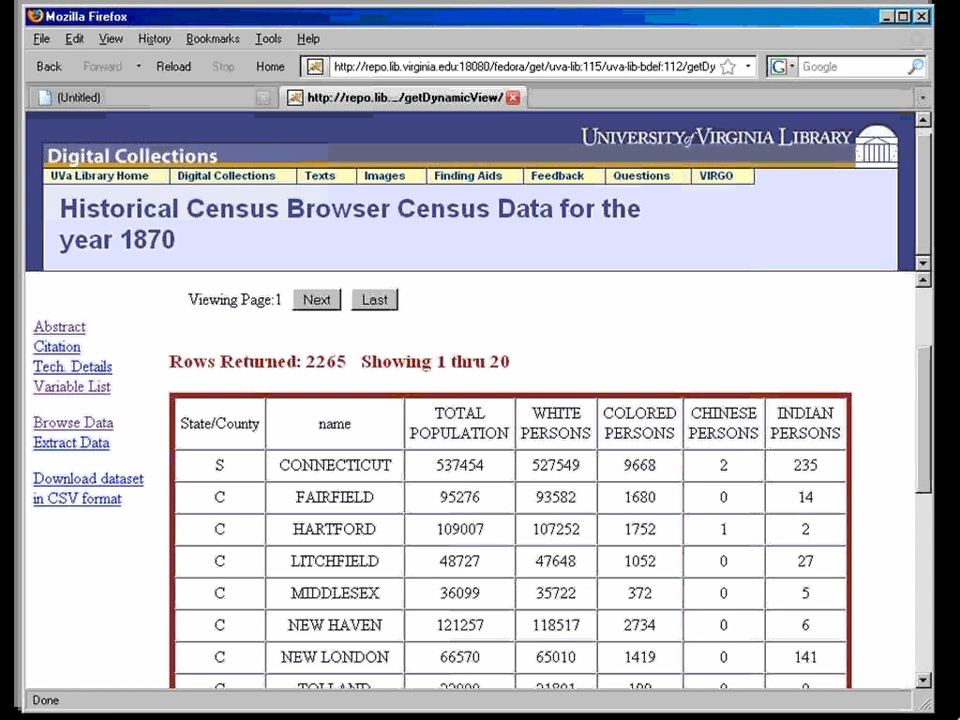 Mozilla Firefox
File Edit View History Bookmarks Tools Help
Back Forward Reload Stop Home http://repo.lib.virginia.edu:18080/fedora/get/uva-lib:115/uva-lib-bdef:112/getDy G Google
(Untitled) http://repo.lib.../getDynamicView/
UNIVERSITY of VIRGINIA LIBRARY
Digital Collections
UVa Library Home Digital Collections Texts Images Finding Aids Feedback Questions VIRGO
Historical Census Browser Census Data for the
year 1870
Viewing Page:1 Next Last
Abstract
Citation
Tech. Details
Variable List
Browse Data
Extract Data
Download dataset
in CSV format
Rows Returned: 2265 Showing 1 thru 20
State/County name TOTAL POPULATION WHITE PERSONS COLORED PERSONS CHINESE PERSONS INDIAN PERSONS
S CONNECTICUT 537454 527549 9668 2 235
C FAIRFIELD 95276 93582 1680 0 14
C HARTFORD 109007 107252 1752 1 2
C LITCHFIELD 48727 47648 1052 0 27
C MIDDLESEX 36099 35722 372 0 5
C NEW HAVEN 121257 118517 2734 0 6
C NEW LONDON 66570 65010 1419 0 141
C TOLLAND
Done